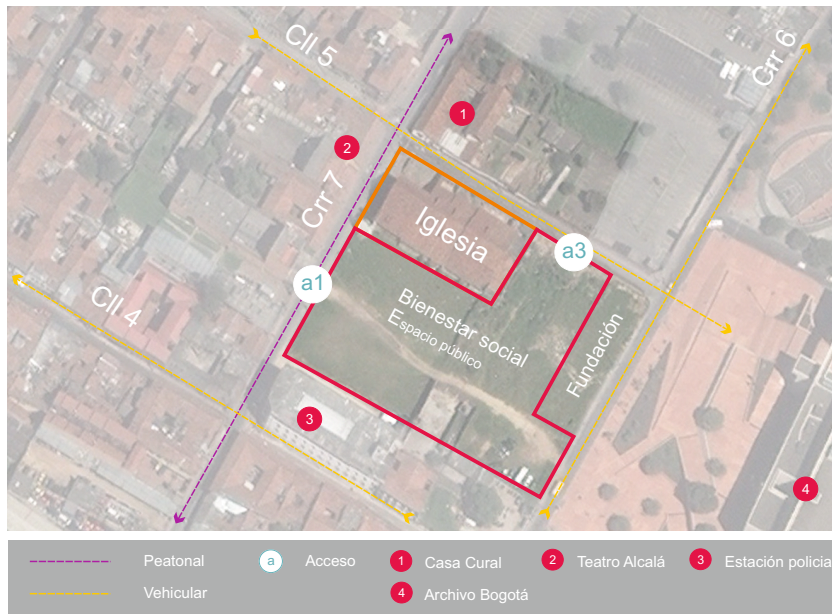 Cll 5
Crr 6
1
2
Crr 7
Iglesia
a3
a1
Cll 4
Bienestar social
Espacio público
Fundación
3
4
Peatonal
a
Acceso
1
Casa Cural
2
Teatro Alcalá
3
Estación policia
Vehicular
4
Archivo Bogotá